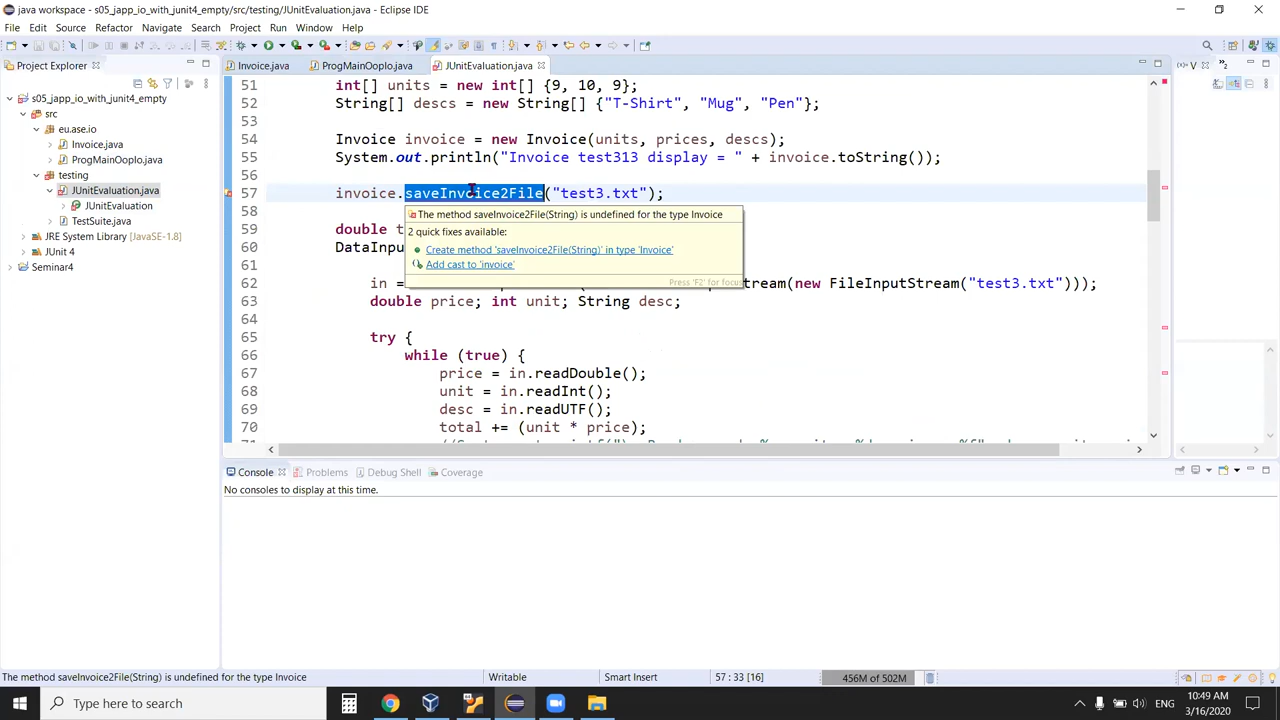 java workspace - s05_japp_io_with_junit4_empty/src/testing/JUnitEvaluation.java - Eclipse IDE
File Edit Source Refactor Navigate Search Project Run Window Help
Project Explorer
Invoice.java
ProgMainOoplo.java
JUnitEvaluation.java
s05_japp_io_with_junit4_empty
src
eu.ase.io
Invoice.java
ProgMainOoplo.java
testing
JUnitEvaluation.java
JUnitEvaluation
TestSuite.java
JRE System Library [JavaSE-1.8]
JUnit 4
Seminar4
51 int[] units = new int[] {9, 10, 9};
52 String[] descs = new String[] {"T-Shirt", "Mug", "Pen"};
53
54 Invoice invoice = new Invoice(units, prices, descs);
55 System.out.println("Invoice test313 display = " + invoice.toString());
56
57 invoice.saveInvoice2File("test3.txt");
58
The method saveInvoice2File(String) is undefined for the type Invoice
59 double t
2 quick fixes available:
60 DataInpu
Create method 'saveInvoice2File(String)' in type 'Invoice'
61
Add cast to 'invoice'
Press 'F2' for focus
62 in = tream(new FileInputStream("test3.txt")));
63 double price; int unit; String desc;
64
65 try {
66 while (true) {
67 price = in.readDouble();
68 unit = in.readInt();
69 desc = in.readUTF();
70 total += (unit * price);
Console Problems Debug Shell Coverage
No consoles to display at this time.
The method saveInvoice2File(String) is undefined for the type Invoice
Writable
Smart Insert
57 : 33 [16]
456M of 502M
Type here to search
ENG
10:49 AM
3/16/2020